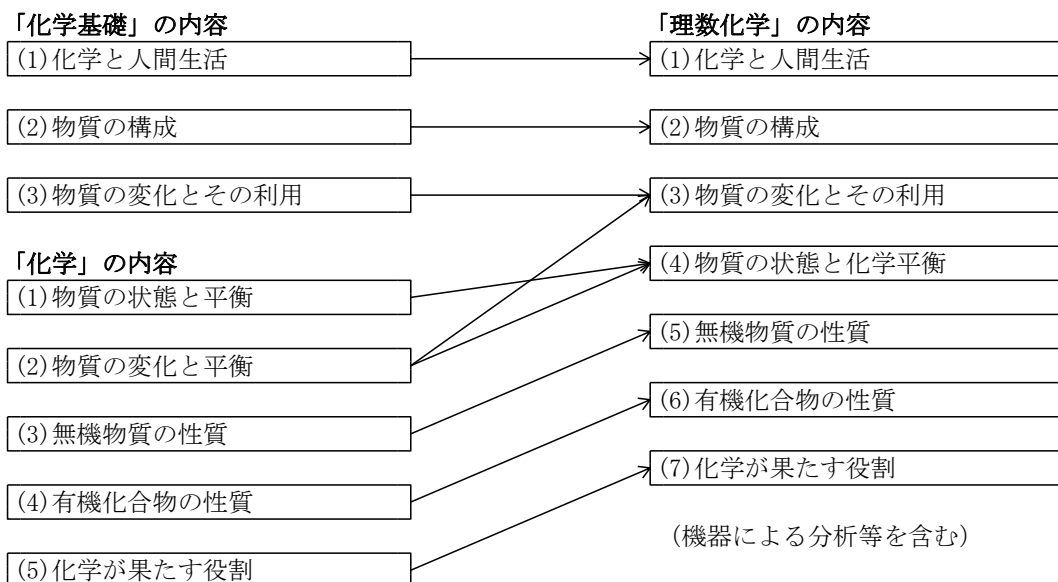 「化学基礎」の内容
(1)化学と人間生活
(2)物質の構成
(3)物質の変化とその利用
「化学」の内容
(1)物質の状態と平衡
(2)物質の変化と平衡
(3)無機物質の性質
(4)有機化合物の性質
(5)化学が果たす役割
「理数化学」の内容
(1)化学と人間生活
(2)物質の構成
(3)物質の変化とその利用
(4)物質の状態と化学平衡
(5)無機物質の性質
(6)有機化合物の性質
(7)化学が果たす役割
(機器による分析等を含む)